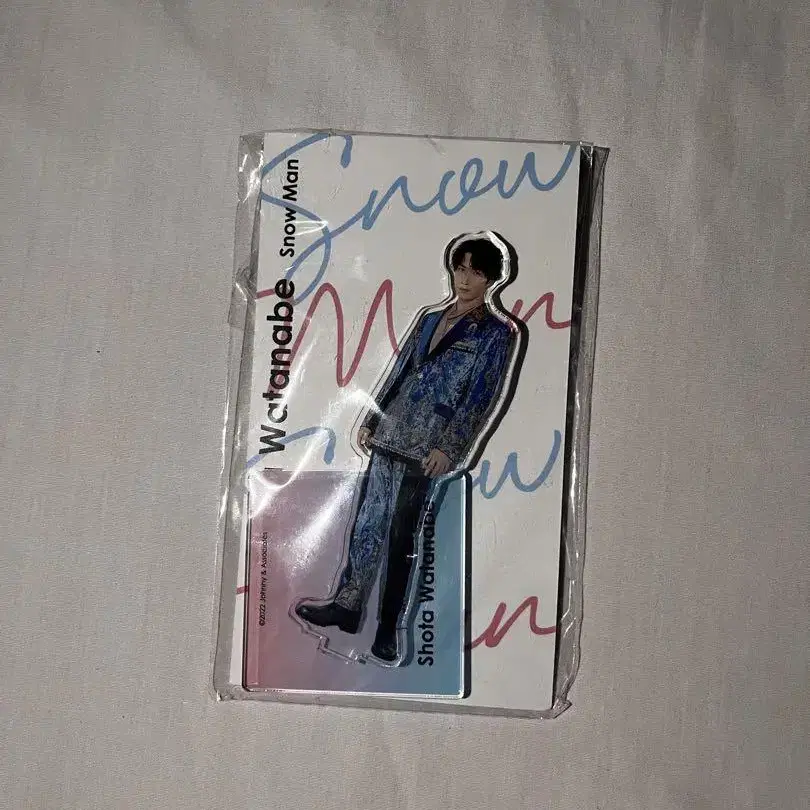 Snow
Man
Snow
Man
Watanabe
Snow Man
©2022 Johnny & Associates
Shota Watanabe